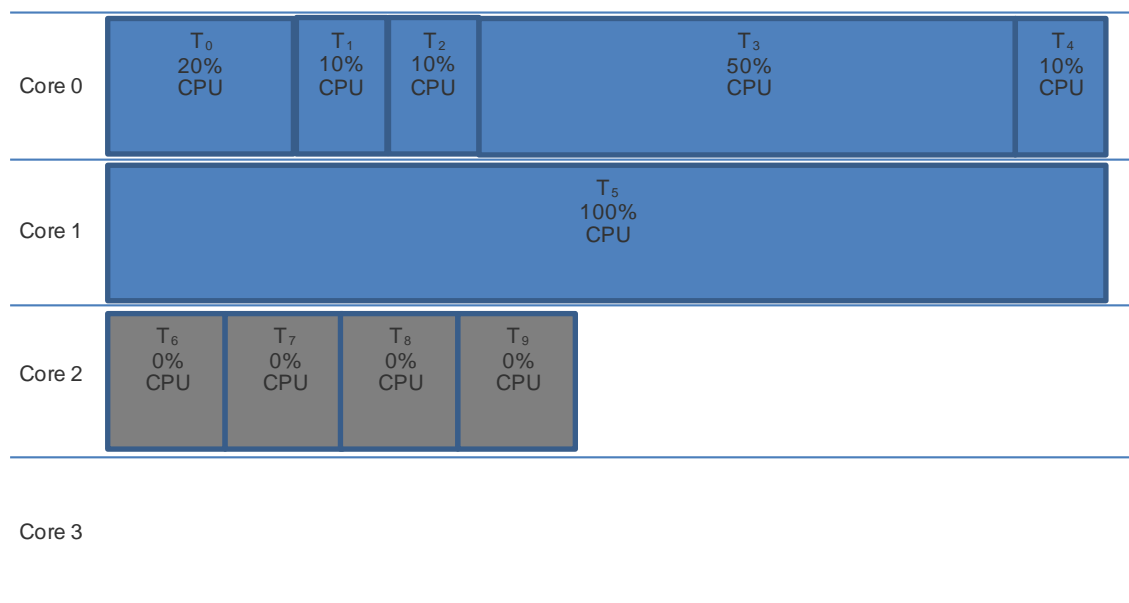 Core 0
T₀
20%
CPU
T₁
10%
CPU
T₂
10%
CPU
T₃
50%
CPU
T₄
10%
CPU
Core 1
T₅
100%
CPU
Core 2
T₆
0%
CPU
T₇
0%
CPU
T₈
0%
CPU
T₉
0%
CPU
Core 3